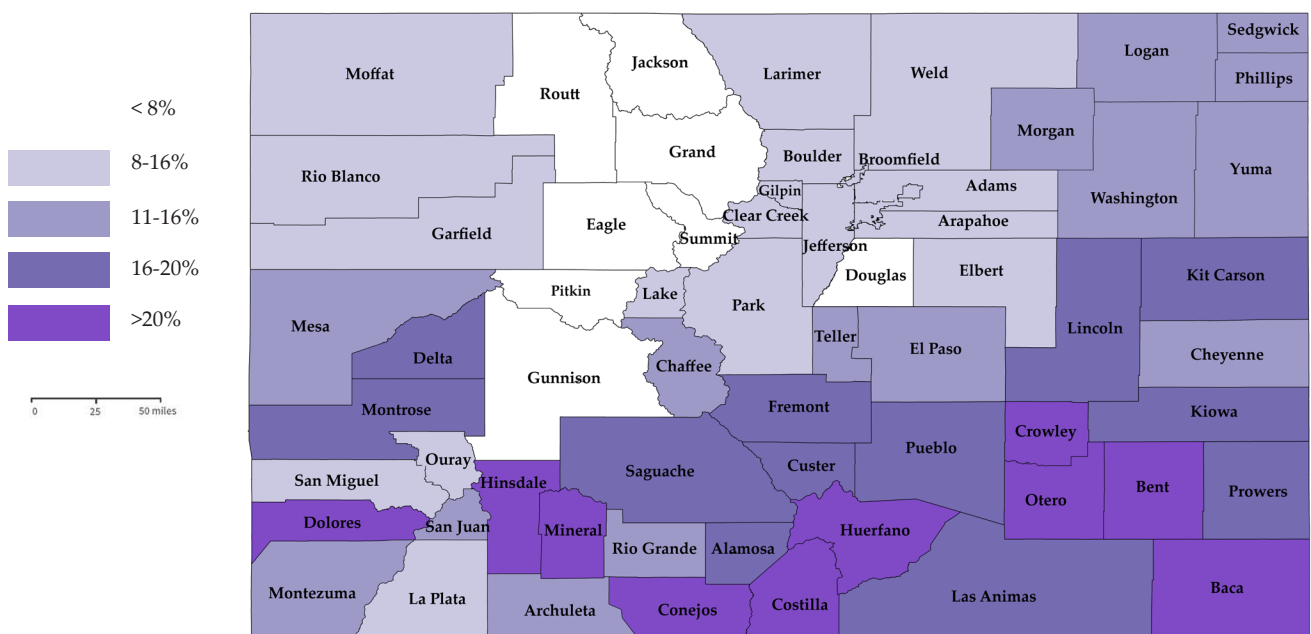 < 8%
8-16%
11-16%
16-20%
>20%
0 25 50 miles
Sedgwick
Logan
Jackson
Moffat
Larimer
Weld
Phillips
Routt
Morgan
Grand
Boulder
Broomfield
Yuma
Rio Blanco
Gilpin
Adams
Washington
Clear Creek
Arapahoe
Eagle
Garfield
Summit
Jefferson
Douglas
Elbert
Kit Carson
Pitkin
Lake
Park
Mesa
Lincoln
Teller
El Paso
Cheyenne
Delta
Chaffee
Gunnison
Montrose
Fremont
Kiowa
Crowley
Pueblo
Ouray
Custer
Saguache
San Miguel
Hinsdale
Otero
Bent
Prowers
Dolores
San Juan
Mineral
Huerfano
Rio Grande
Alamosa
Montezuma
La Plata
Archuleta
Conejos
Costilla
Las Animas
Baca